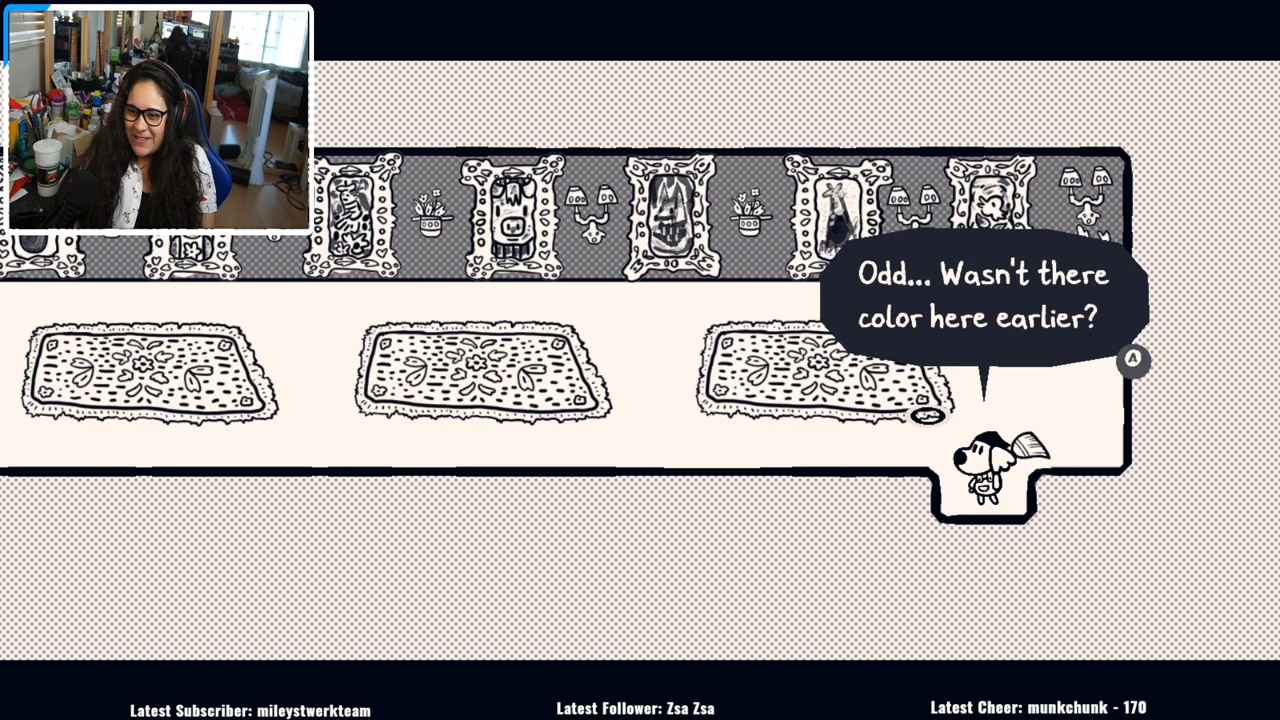 Odd... Wasn't there
color here earlier?
A
Latest Subscriber: mileystwerkteam
Latest Follower: Zsa Zsa
Latest Cheer: munkchunk - 170